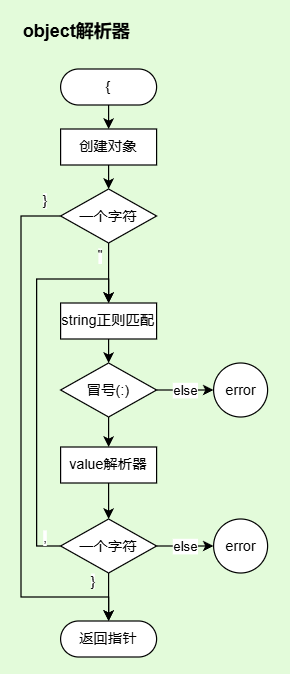 object解析器
{
创建对象
}
一个字符
"
string正则匹配
冒号(:)
else
error
value解析器
,
一个字符
else
error
}
返回指针